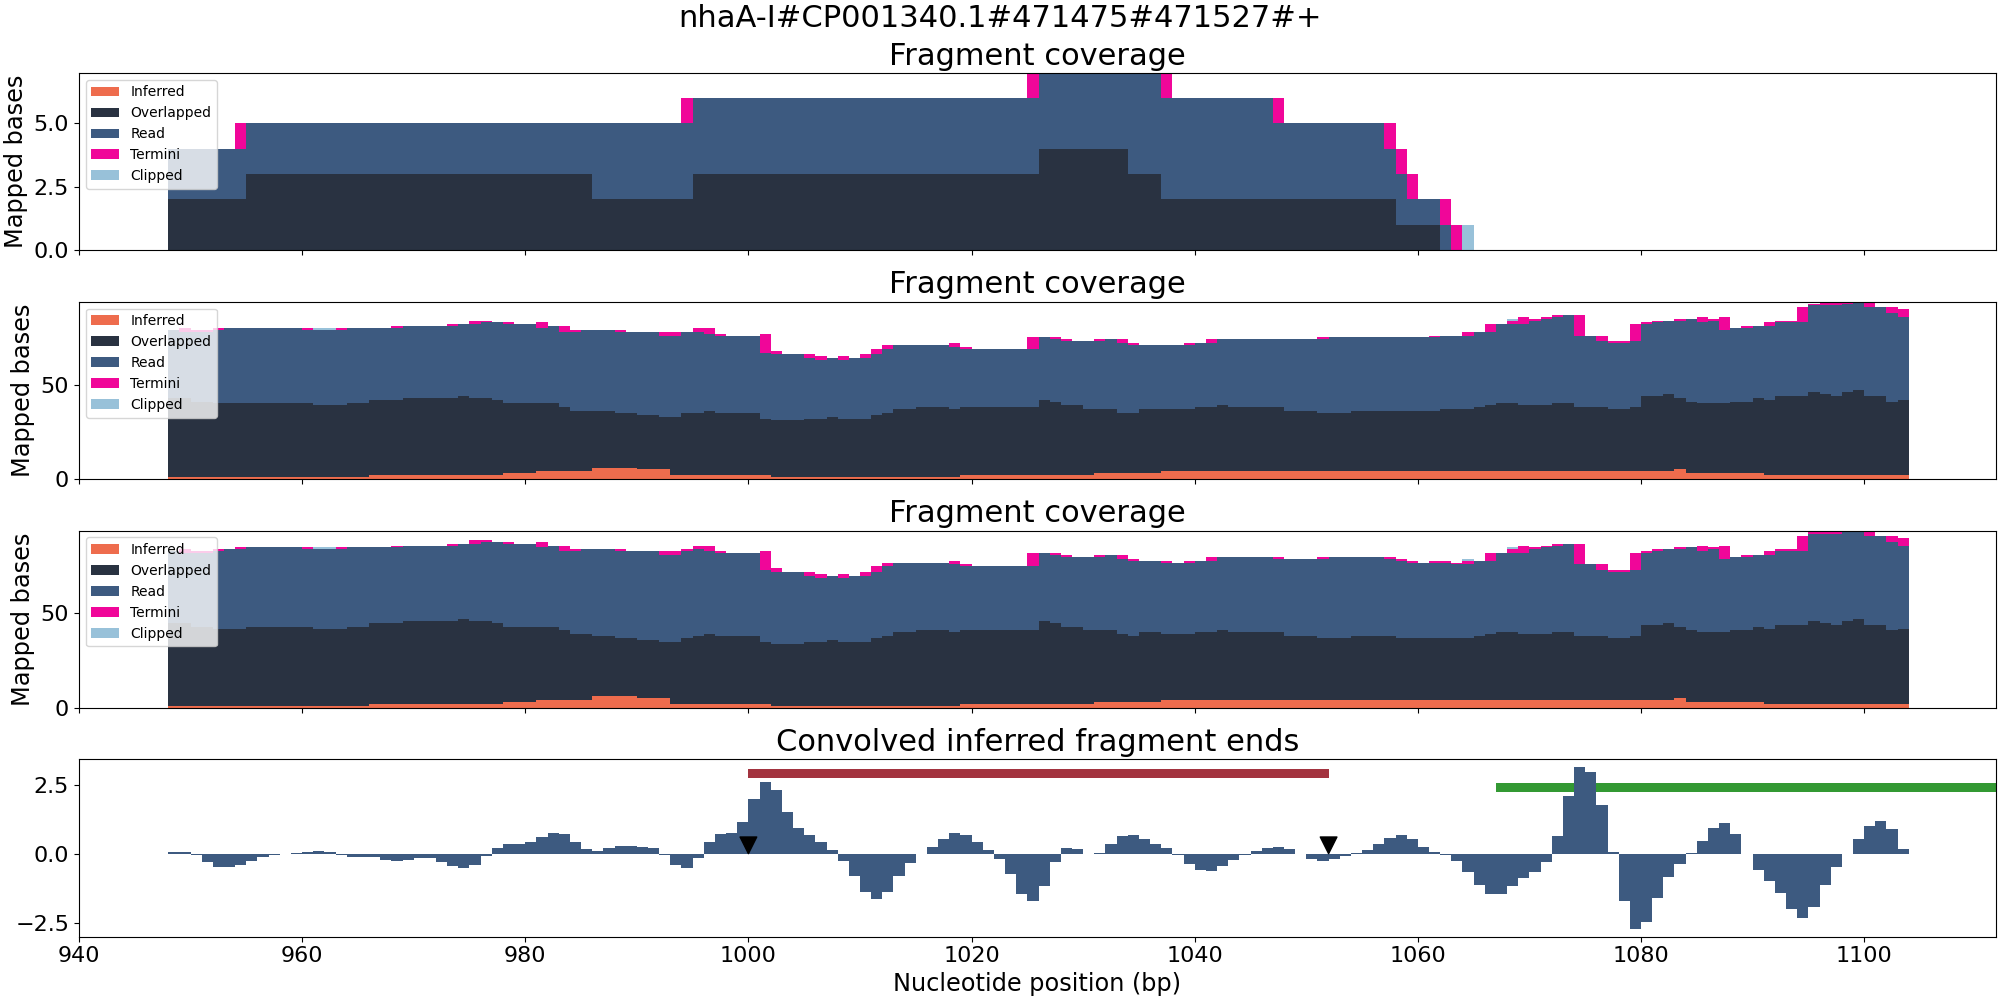 nhaA-I#CP001340.1#471475#471527#+
Fragment coverage
Mapped bases
5.0
2.5
0.0
Inferred
Overlapped
Read
Termini
Clipped
Fragment coverage
Mapped bases
50
0
Inferred
Overlapped
Read
Termini
Clipped
Fragment coverage
Mapped bases
50
0
Inferred
Overlapped
Read
Termini
Clipped
Convolved inferred fragment ends
2.5
0.0
−2.5
940 960 980 1000 1020 1040 1060 1080 1100
Nucleotide position (bp)